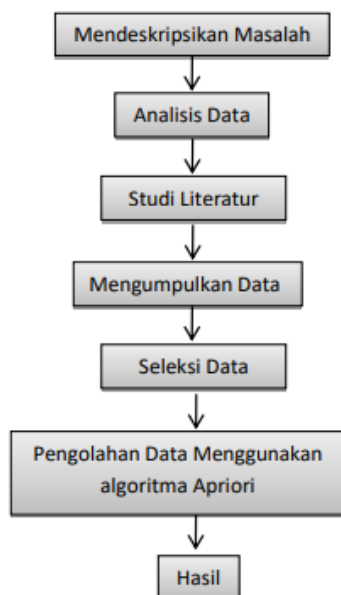 Mendeskripsikan Masalah
Analisis Data
Studi Literatur
Mengumpulkan Data
Seleksi Data
Pengolahan Data Menggunakan
algoritma Apriori
Hasil